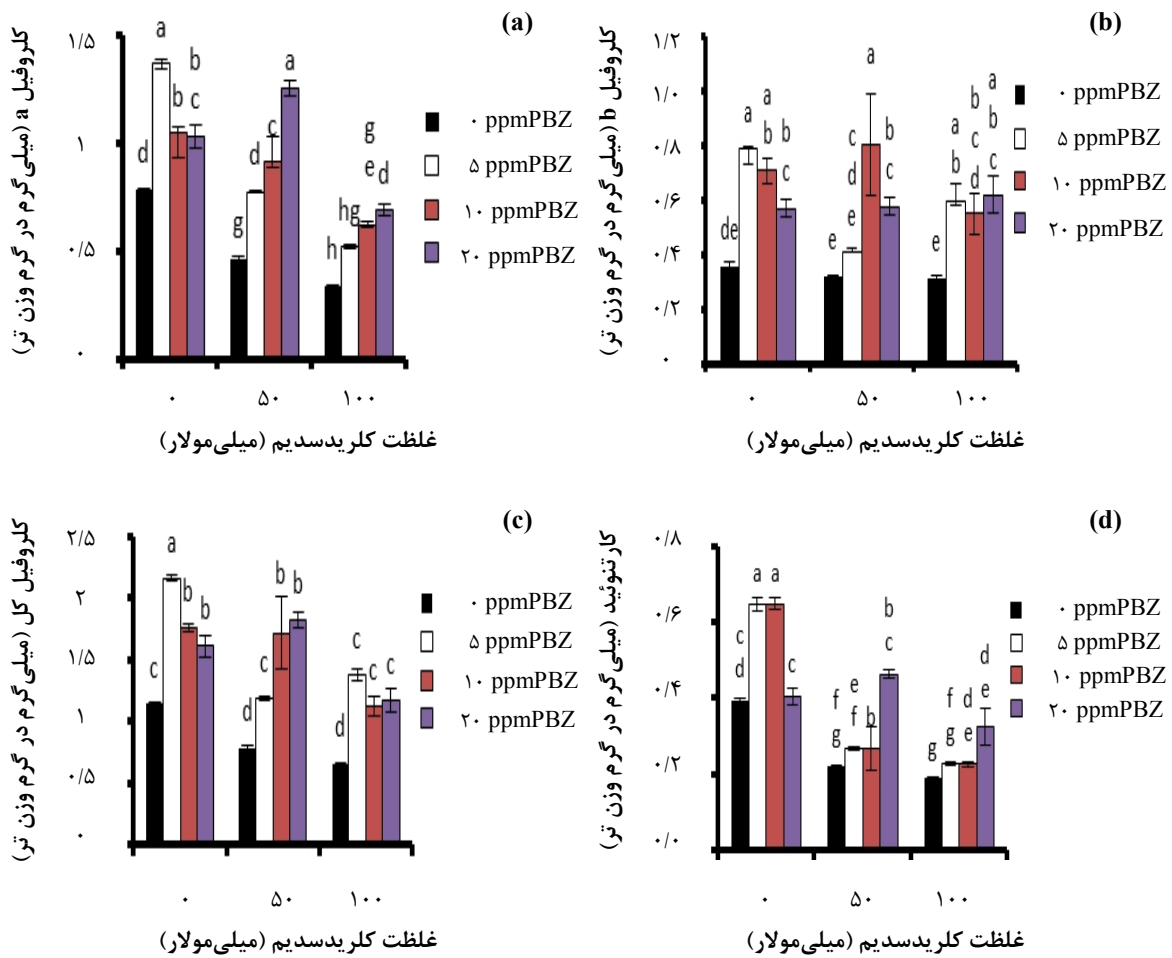 (a)
کلروفیل a (میلی‌گرم در گرم وزن تر)
۱/۵
۱
۰/۵
۰
d
a
b
b
c
g
d
c
a
h
hg
g
e
d
۰ ppmPBZ
۵ ppmPBZ
۱۰ ppmPBZ
۲۰ ppmPBZ
۰ ۵۰ ۱۰۰
غلظت کلریدسدیم (میلی‌مولار)
(b)
کلروفیل b (میلی‌گرم در گرم وزن تر)
۱/۲
۱/۰
۰/۸
۰/۶
۰/۴
۰/۲
۰
de
a
a
b
b
c
e
c
d
e
a
b
c
e
a
b
b
c
d
a
b
c
۰ ppmPBZ
۵ ppmPBZ
۱۰ ppmPBZ
۲۰ ppmPBZ
۰ ۵۰ ۱۰۰
غلظت کلریدسدیم (میلی‌مولار)
(c)
کلروفیل کل (میلی‌گرم در گرم وزن تر)
۲/۵
۲
۱/۵
۱
۰/۵
۰
c
a
b
b
d
c
b
b
d
c
c
c
۰ ppmPBZ
۵ ppmPBZ
۱۰ ppmPBZ
۲۰ ppmPBZ
۰ ۵۰ ۱۰۰
غلظت کلریدسدیم (میلی‌مولار)
(d)
کارتنوئید (میلی‌گرم در گرم وزن تر)
۰/۸
۰/۶
۰/۴
۰/۲
۰/۰
c
d
a
a
c
f
g
e
f
b
b
c
g
f
g
d
e
d
e
۰ ppmPBZ
۵ ppmPBZ
۱۰ ppmPBZ
۲۰ ppmPBZ
۰ ۵۰ ۱۰۰
غلظت کلریدسدیم (میلی‌مولار)